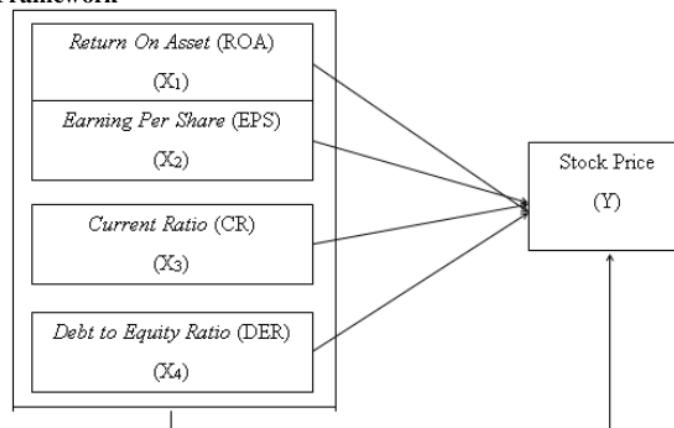 Framework
Return On Asset (ROA)
(X1)
Earning Per Share (EPS)
(X2)
Current Ratio (CR)
(X3)
Debt to Equity Ratio (DER)
(X4)
Stock Price
(Y)